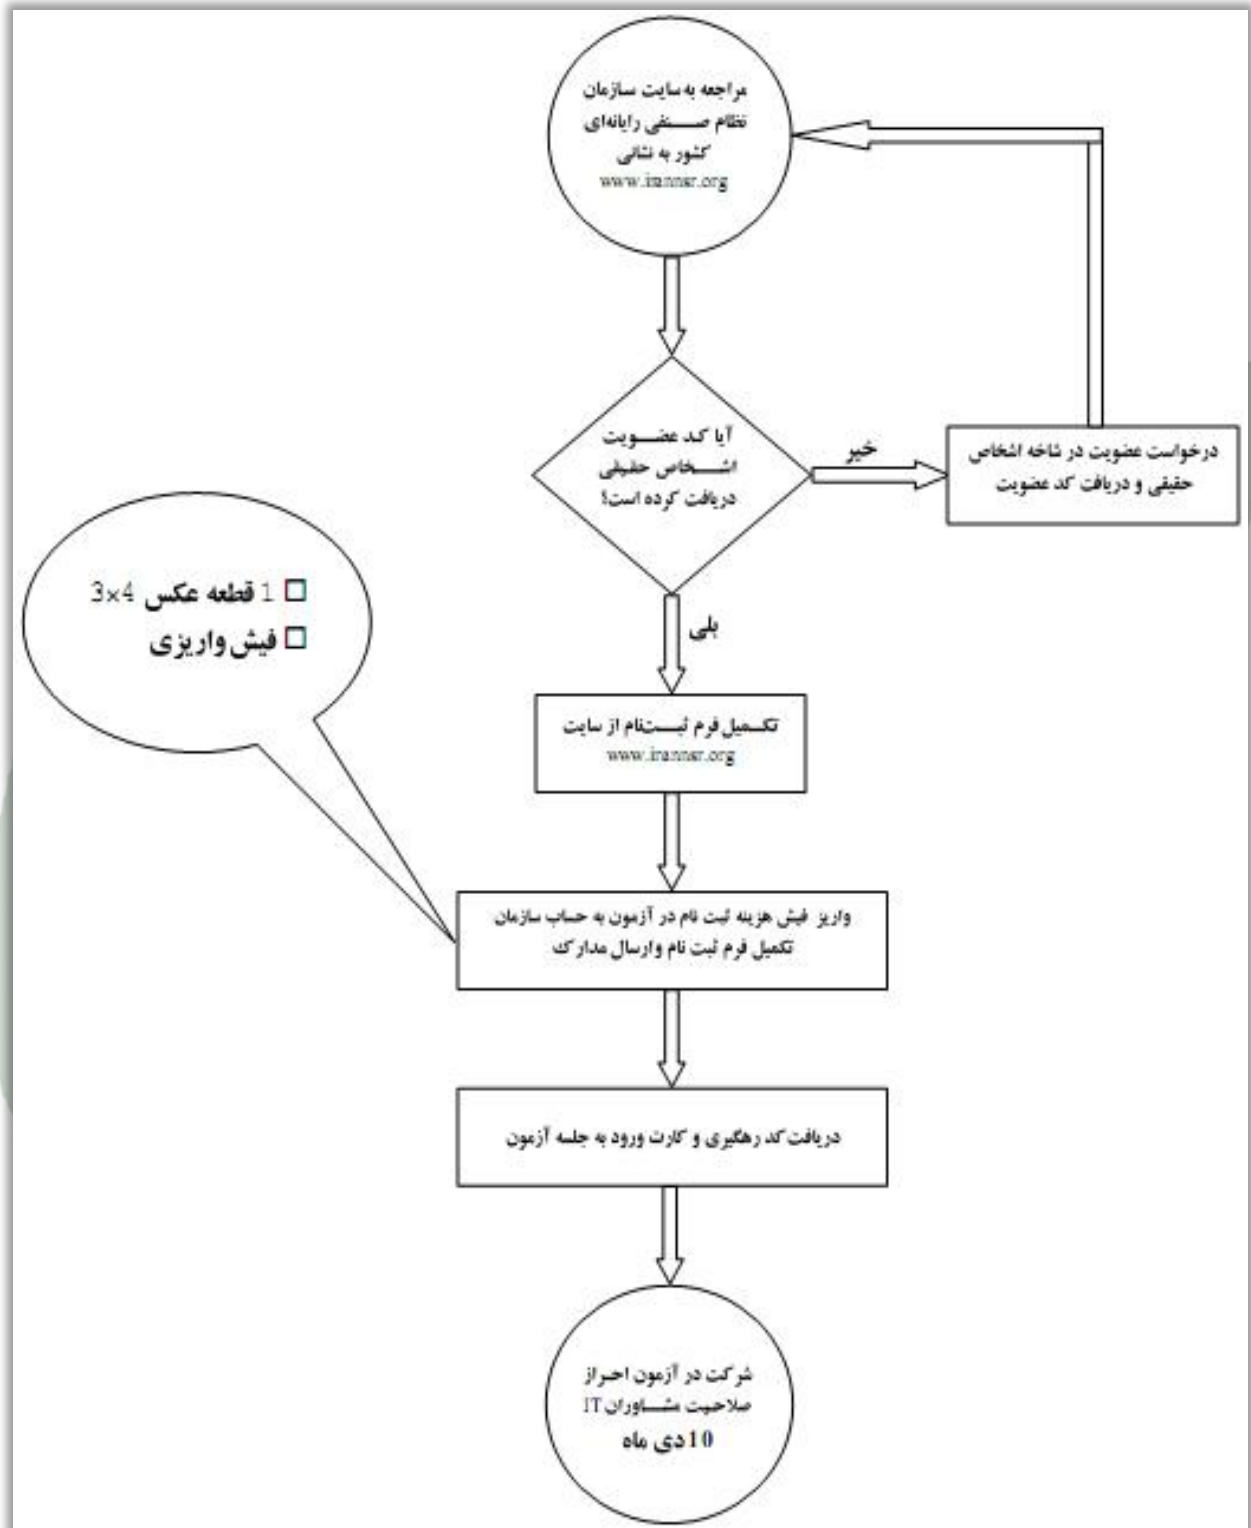 مراجعه به سایت سازمان
نظام صنفی رایانه‌ای
کشور به نشانی
www.irannsr.org
آیا کد عضویت
اشخاص حقیقی
دریافت کرده است؟
خیر
درخواست عضویت در شاخه اشخاص
حقیقی و دریافت کد عضویت
بلی
1 قطعه عکس 4×3
فیش واریزی
تکمیل فرم ثبت‌نام از سایت
www.irannsr.org
واریز فیش هزینه ثبت نام در آزمون به حساب سازمان
تکمیل فرم ثبت نام وارسال مدارک
دریافت کد رهگیری و کارت ورود به جلسه آزمون
شرکت در آزمون احراز
صلاحیت مشاوران IT
10 دی ماه